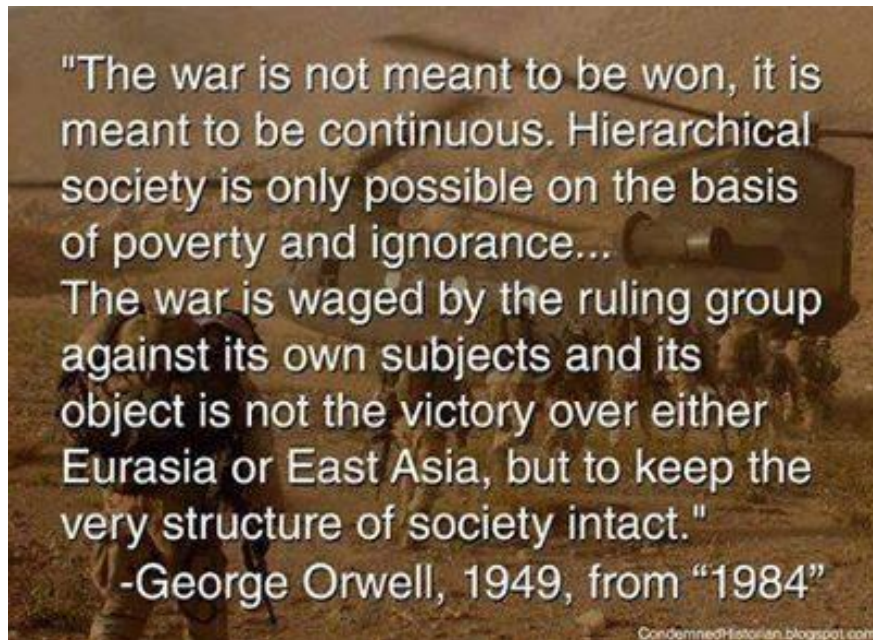 "The war is not meant to be won, it is
meant to be continuous. Hierarchical
society is only possible on the basis
of poverty and ignorance...
The war is waged by the ruling group
against its own subjects and its
object is not the victory over either
Eurasia or East Asia, but to keep the
very structure of society intact."
-George Orwell, 1949, from “1984”
CondemnedHistorian.blogspot.com